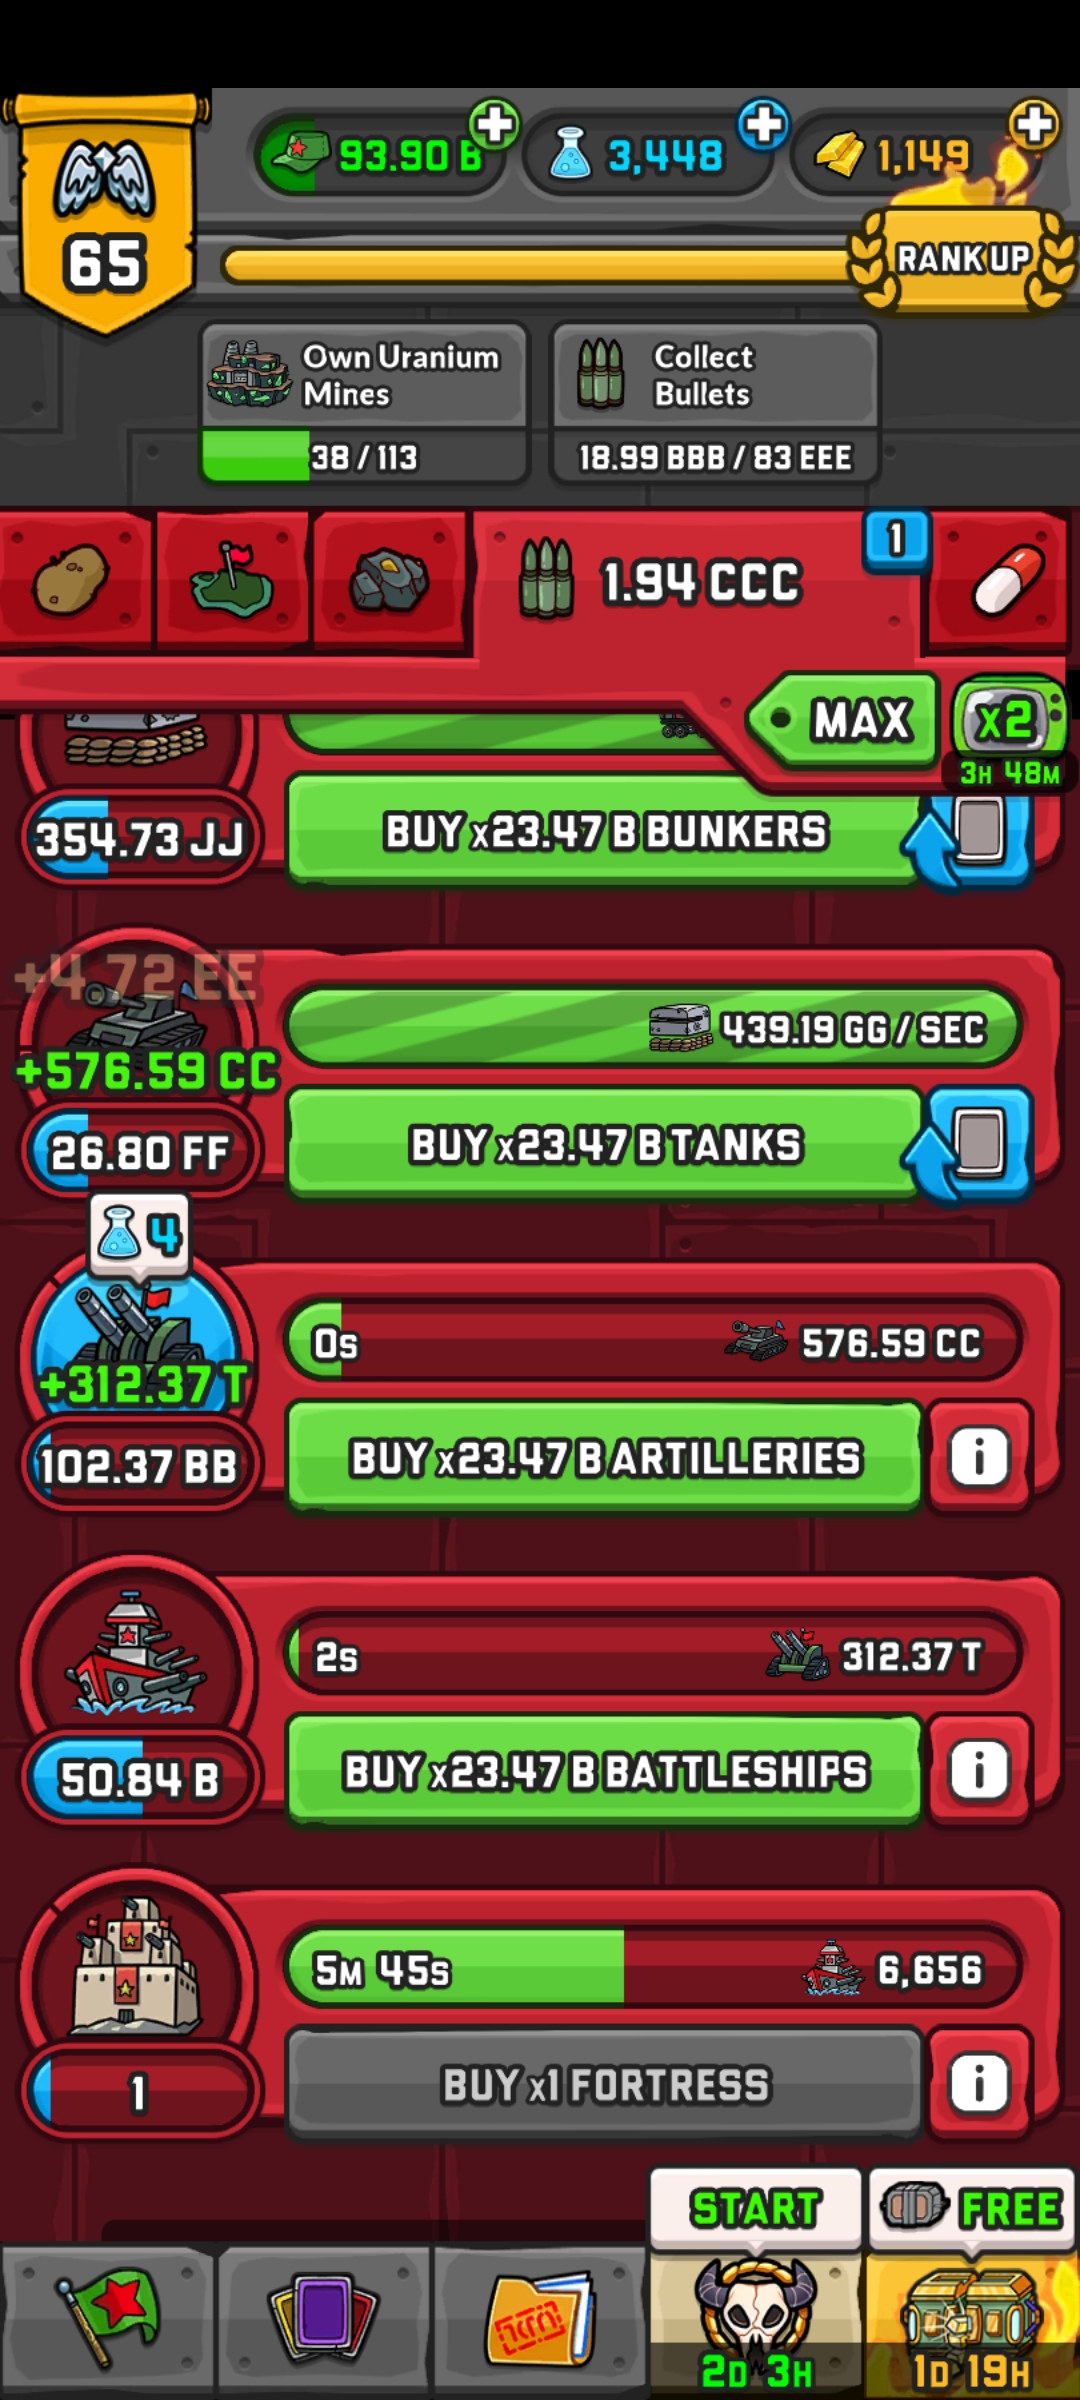 93.90 B
3,448
1,149
65
RANK UP
Own Uranium
Mines
Collect
Bullets
38 / 113
18.99 BBB / 83 EEE
1.94 CCC
1
MAX
x2
3H 48M
354.73 JJ
BUY x23.47 B BUNKERS
+4.72 EE
439.19 GG / SEC
+576.59 CC
26.80 FF
BUY x23.47 B TANKS
4
0s
576.59 CC
+312.37 T
102.37 BB
BUY x23.47 B ARTILLERIES
i
2s
312.37 T
50.84 B
BUY x23.47 B BATTLESHIPS
i
5M 45s
6,656
1
BUY x1 FORTRESS
i
START
FREE
2D 3H
1D 19H